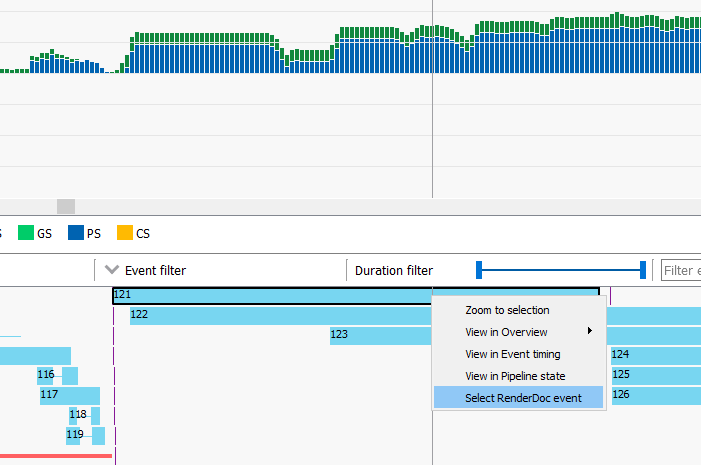 GS PS CS
Event filter Duration filter Filter e
121
122
123
124
116 125
117 126
118
119
Zoom to selection
View in Overview
View in Event timing
View in Pipeline state
Select RenderDoc event